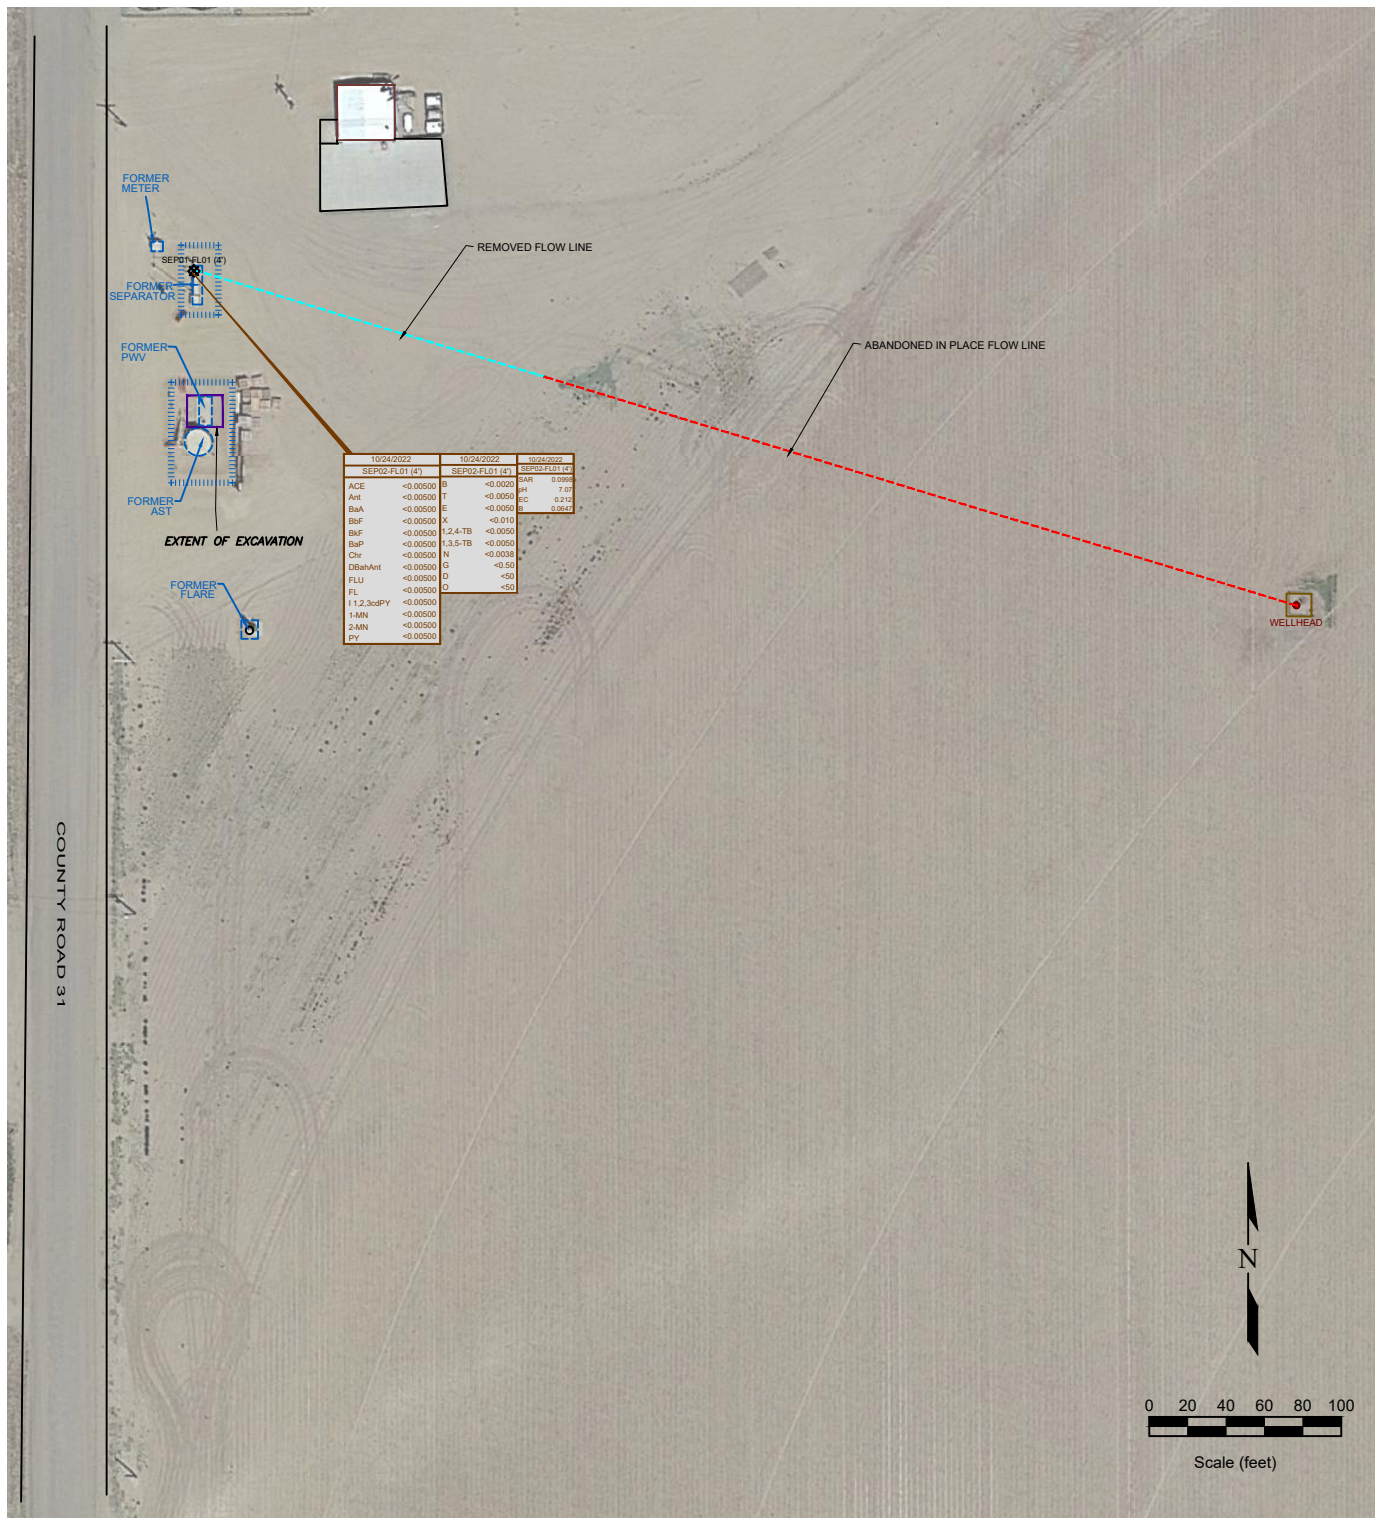 FORMER
METER
SEP01-FL01 (4')
FORMER
SEPARATOR
REMOVED FLOW LINE
ABANDONED IN PLACE FLOW LINE
FORMER
PWV
FORMER
AST
EXTENT OF EXCAVATION
FORMER
FLARE
10/24/2022
SEP02-FL01 (4')
ACE <0.00500
Ant <0.00500
BaA <0.00500
BbF <0.00500
BkF <0.00500
BaP <0.00500
Chr <0.00500
DBahAnt <0.00500
FLU <0.00500
FL <0.00500
I 1,2,3cdPY <0.00500
1-MN <0.00500
2-MN <0.00500
PY <0.00500
10/24/2022
SEP02-FL01 (4')
B <0.0020
T <0.0050
E <0.0050
X <0.010
1,2,4-TB <0.0050
1,3,5-TB <0.0050
N <0.0038
G <0.50
D <50
O <50
10/24/2022
SEP02-FL01 (4')
SAR 0.0998
pH 7.07
EC 0.212
B 0.0647
WELLHEAD
COUNTY ROAD 31
N
0 20 40 60 80 100
Scale (feet)